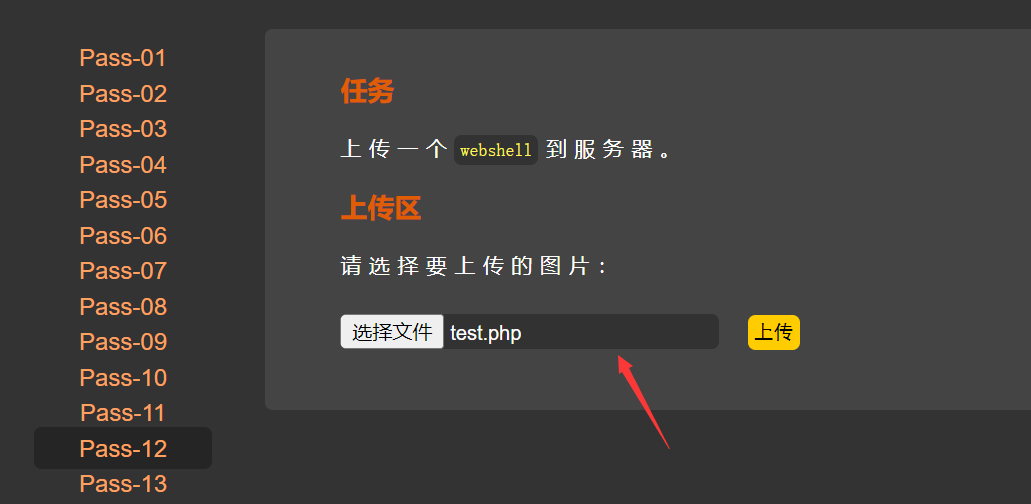 Pass-01
Pass-02
Pass-03
Pass-04
Pass-05
Pass-06
Pass-07
Pass-08
Pass-09
Pass-10
Pass-11
Pass-12
Pass-13
任务
上传一个 webshell 到服务器。
上传区
请选择要上传的图片：
选择文件 test.php 上传